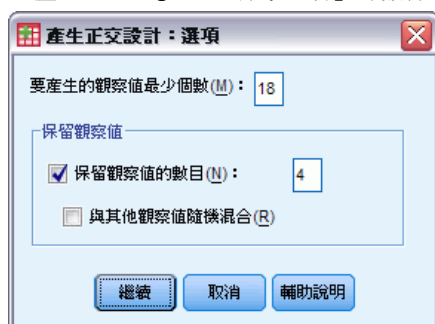 產生正交設計：選項
要產生的觀察值最少個數(M)： 18
保留觀察值
保留觀察值的數目(N)： 4
與其他觀察值隨機混合(R)
繼續 取消 輔助說明